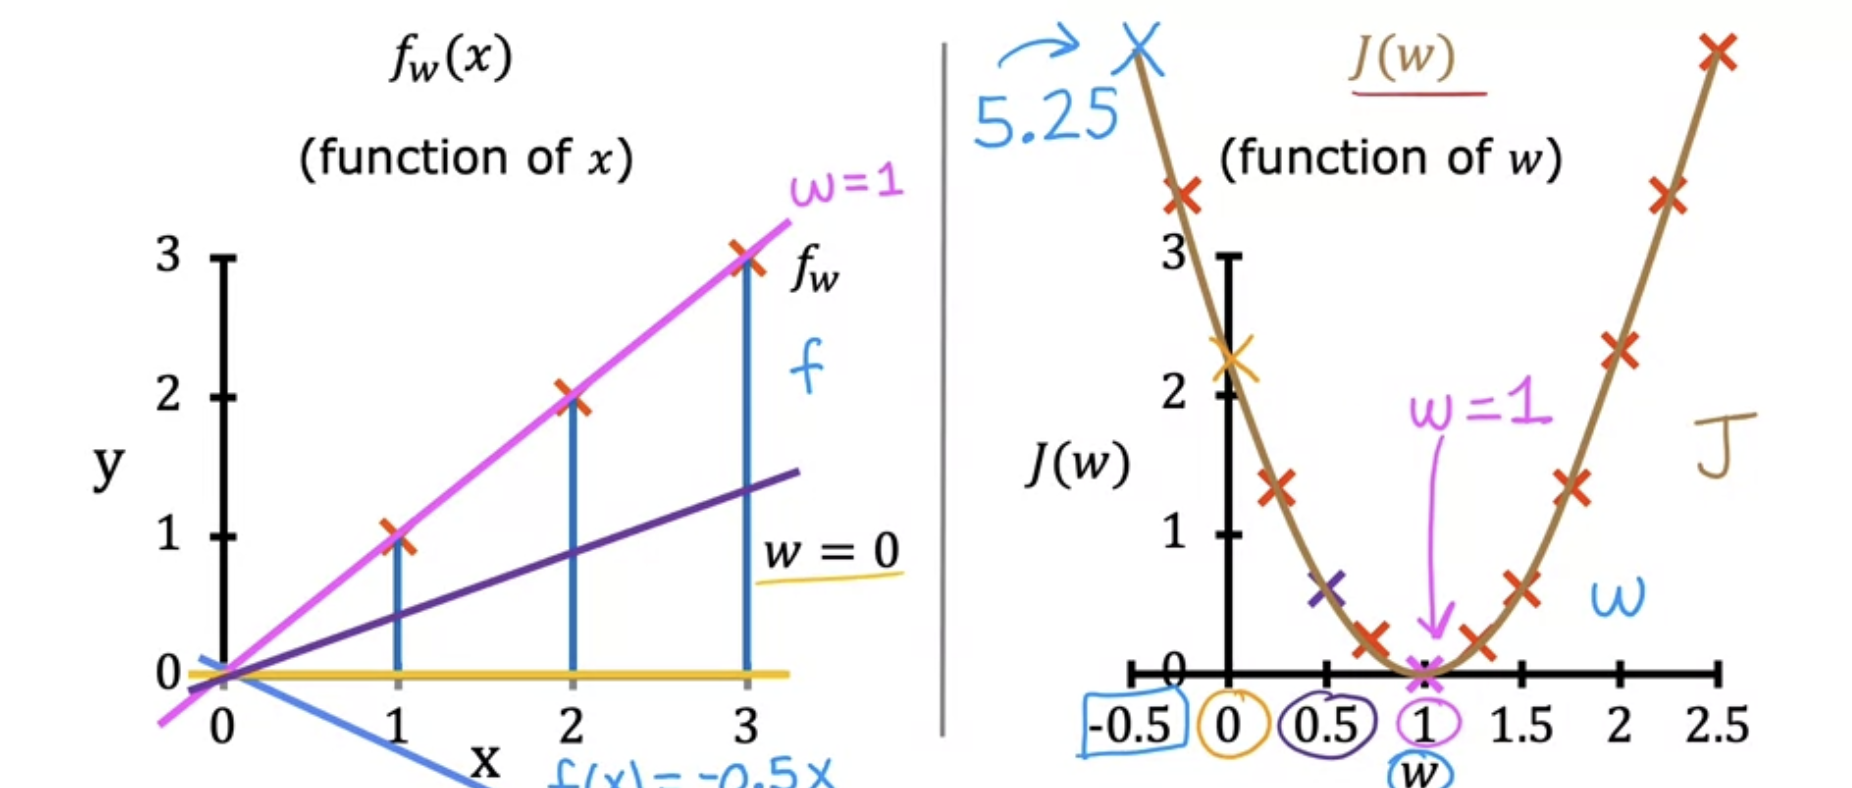 f_w(x)
(function of x)
w=1
3
f_w
f
2
y
1
w = 0
0
0 1 2 3
x
f(x) = -0.5x
5.25
J(w)
(function of w)
3
2
w=1
J
J(w)
1
w
0
-0.5 0 0.5 1 1.5 2 2.5
w